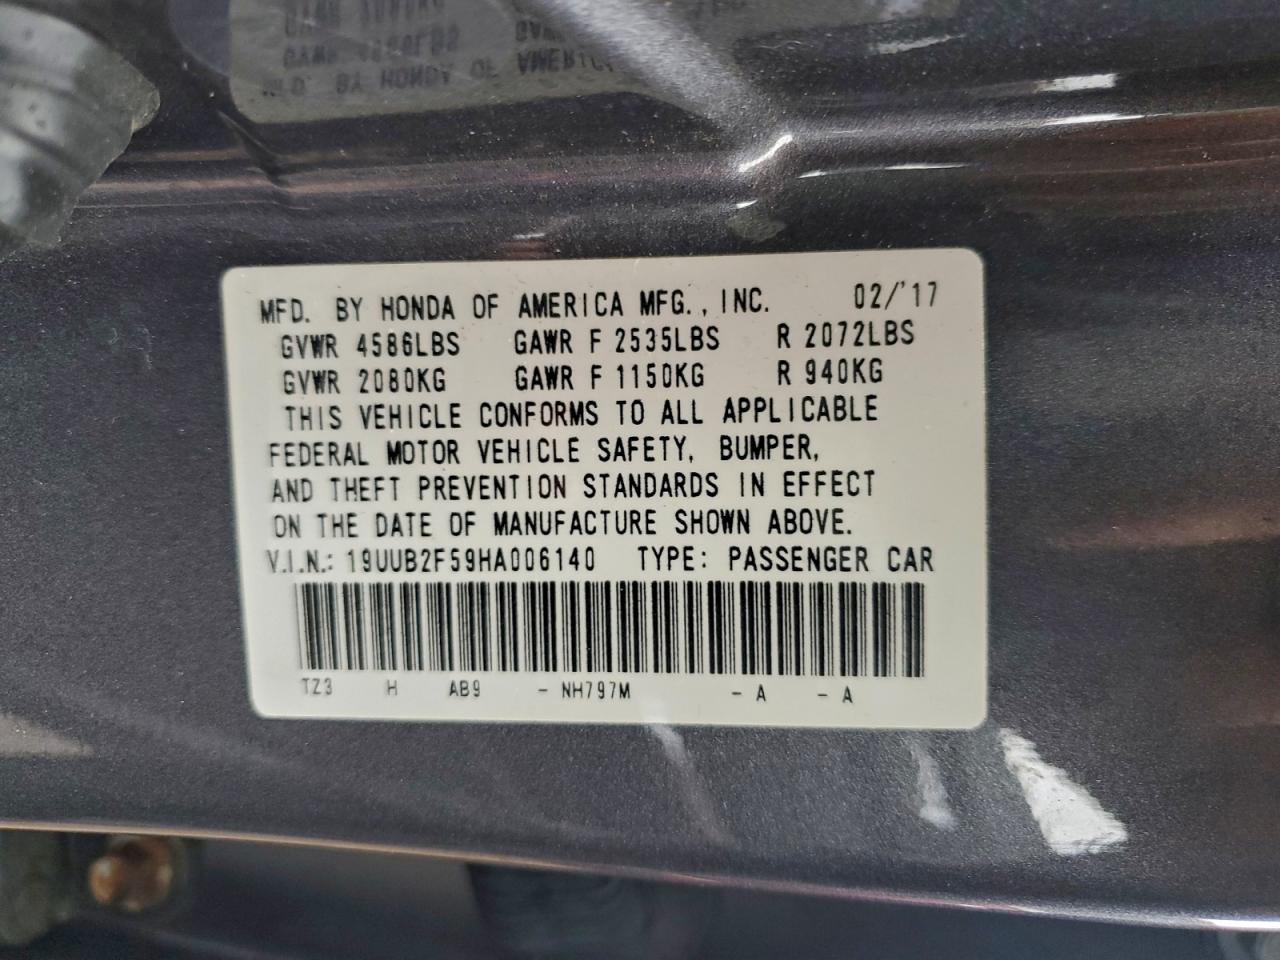 MFD. BY HONDA OF AMERICA MFG., INC. 02/'17
GVWR 4586LBS GAWR F 2535LBS R 2072LBS
GVWR 2080KG GAWR F 1150KG R 940KG
THIS VEHICLE CONFORMS TO ALL APPLICABLE
FEDERAL MOTOR VEHICLE SAFETY, BUMPER,
AND THEFT PREVENTION STANDARDS IN EFFECT
ON THE DATE OF MANUFACTURE SHOWN ABOVE.
V.I.N.: 19UUB2F59HA006140 TYPE: PASSENGER CAR
TZ3 H AB9 - NH797M - A - A